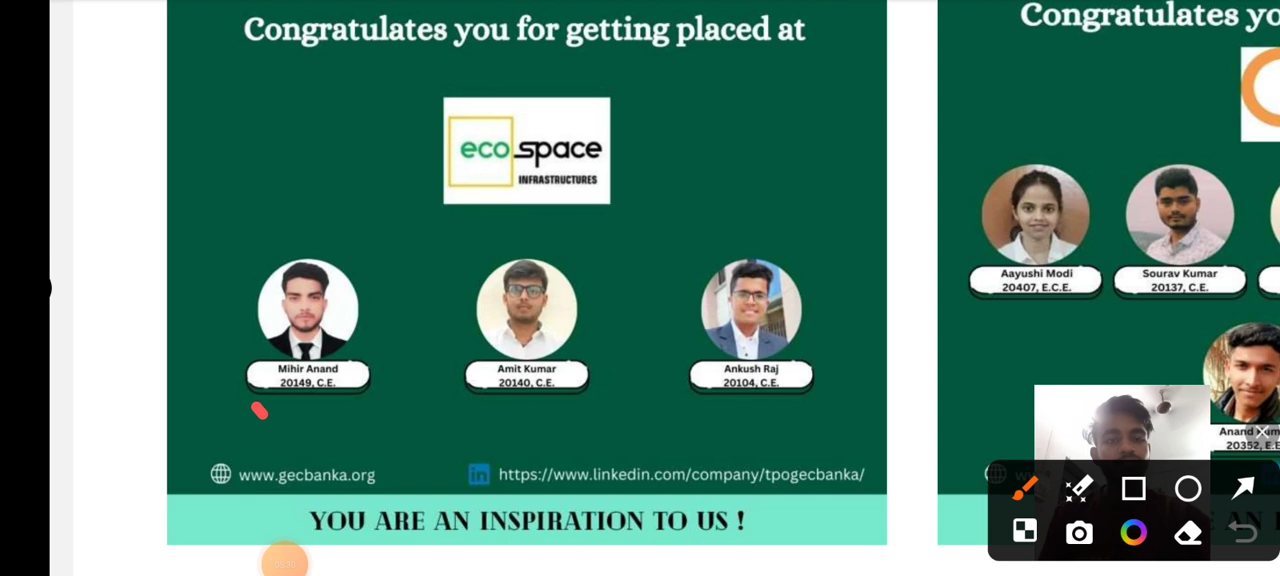 Congratulates you for getting placed at
eco space
INFRASTRUCTURES
Mihir Anand
20149, C.E.
Amit Kumar
20140, C.E.
Ankush Raj
20104, C.E.
www.gecbanka.org
https://www.linkedin.com/company/tpogecbanka/
YOU ARE AN INSPIRATION TO US !
Congratulates
Aayushi Modi
20407, E.C.E.
Sourav Kumar
20137, C.E.
Anand
20352,